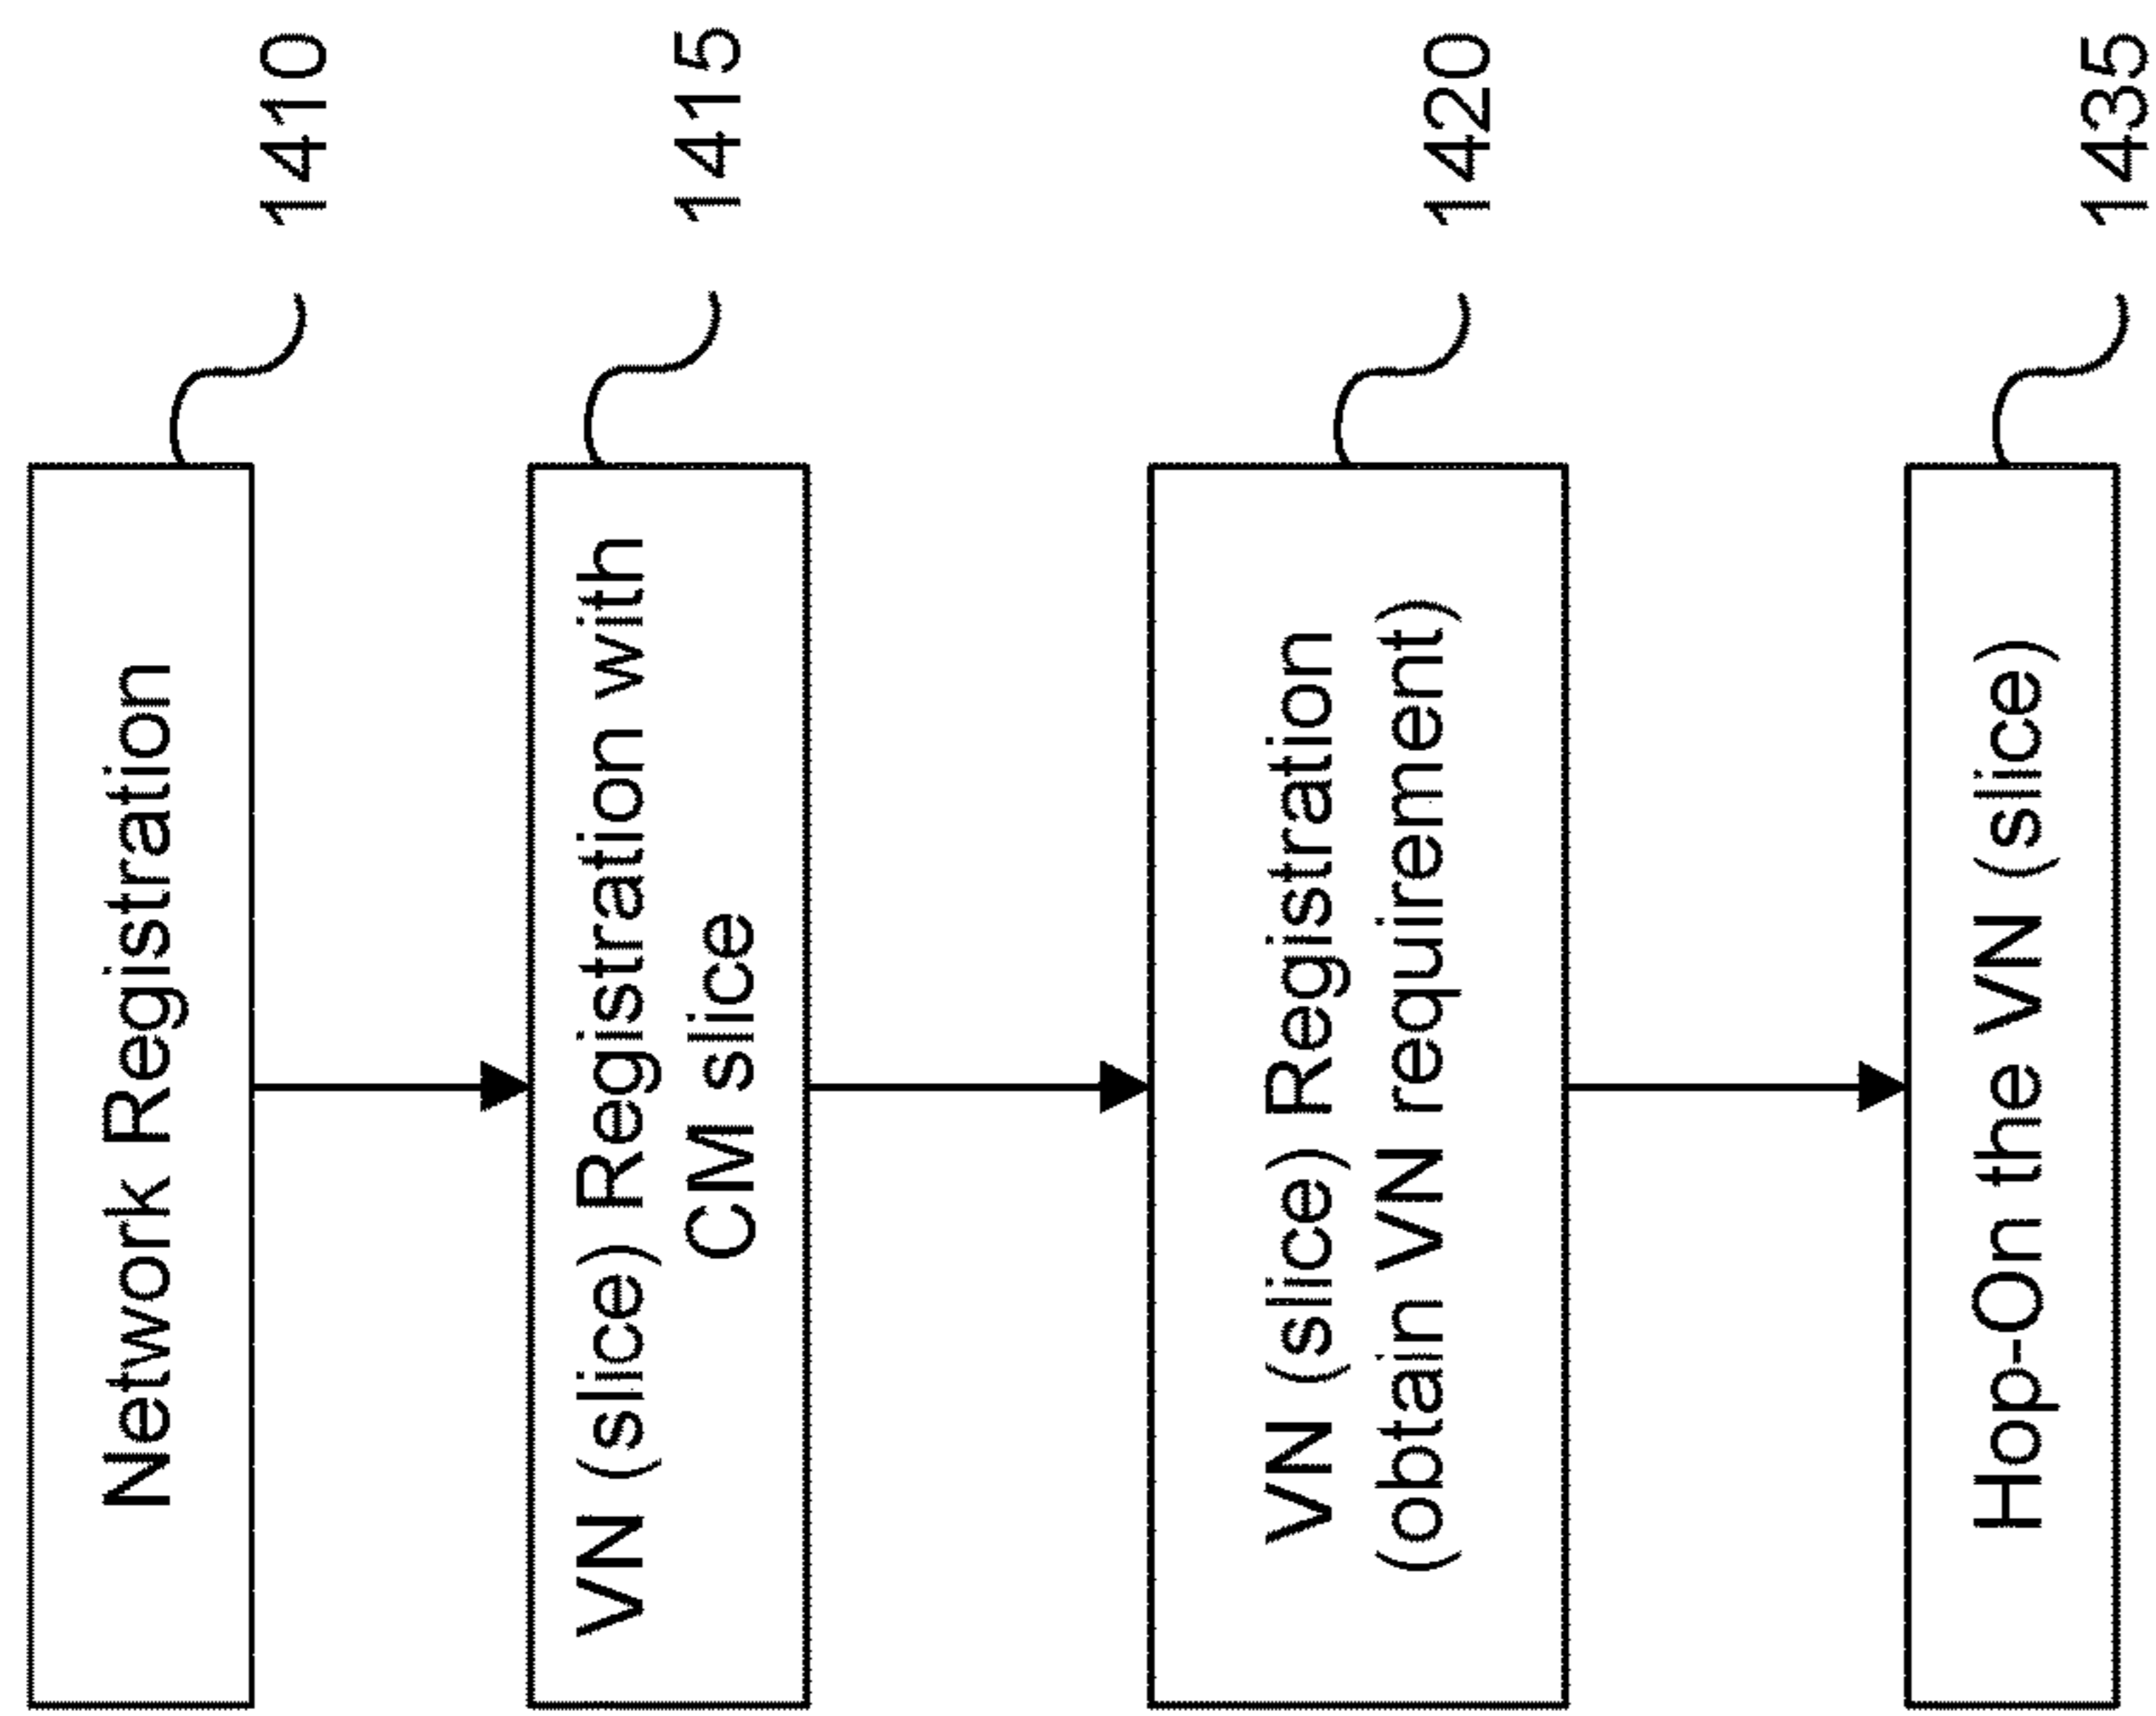 Network Registration
1410
VN (slice) Registration with
CM slice
1415
VN (slice) Registration
(obtain VN requirement)
1420
Hop-On the VN (slice)
1435